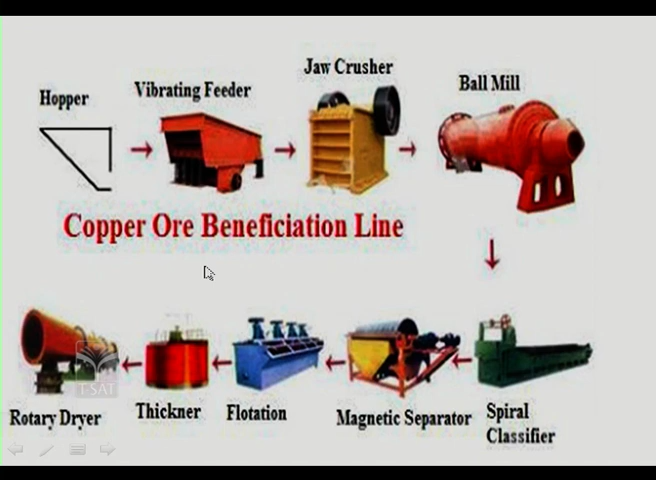 Hopper
Vibrating Feeder
Jaw Crusher
Ball Mill
Copper Ore Beneficiation Line
Rotary Dryer
Thickner
Flotation
Magnetic Separator
Spiral
Classifier
T-SAT